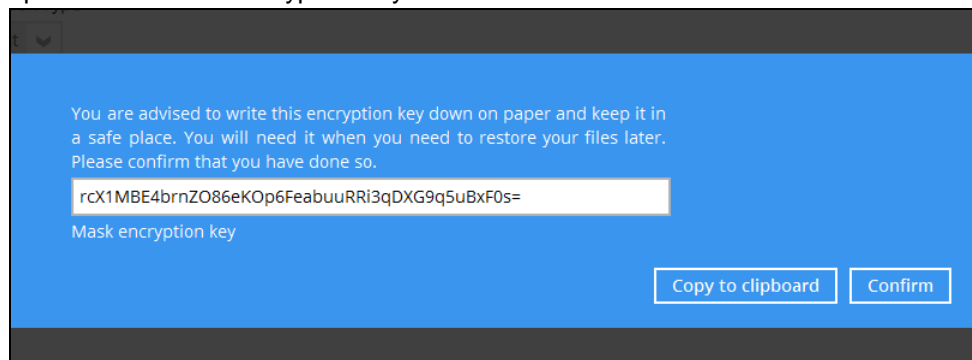 You are advised to write this encryption key down on paper and keep it in
a safe place. You will need it when you need to restore your files later.
Please confirm that you have done so.
rcX1MBE4brnZO86eKOp6FeabuuRRi3qDXG9q5uBxF0s=
Mask encryption key
Copy to clipboard Confirm